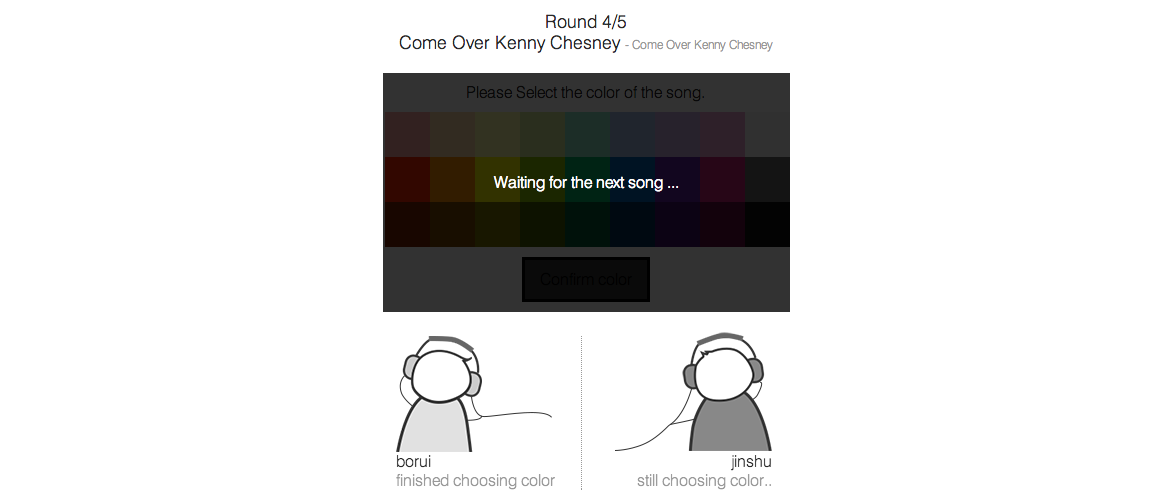 Round 4/5
Come Over Kenny Chesney - Come Over Kenny Chesney
Please Select the color of the song.
Waiting for the next song ...
Confirm color
borui
jinshu
finished choosing color
still choosing color..